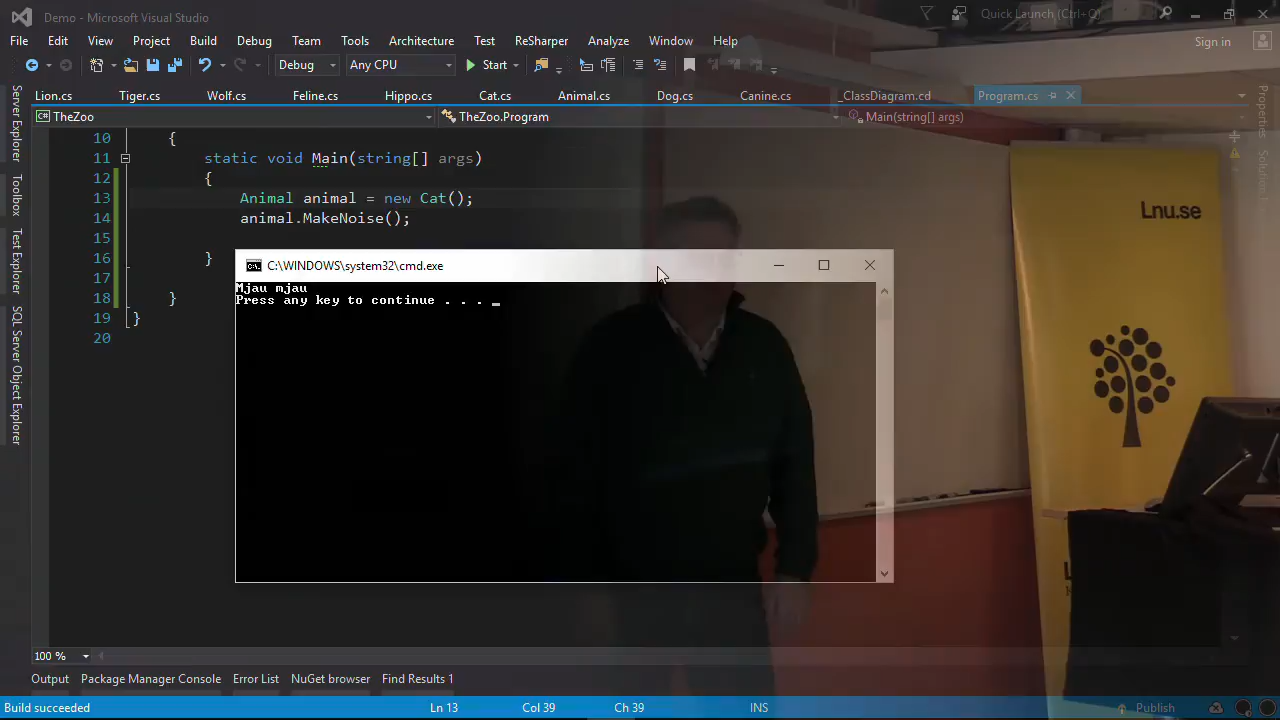 Demo - Microsoft Visual Studio
Quick Launch (Ctrl+Q)
File Edit View Project Build Debug Team Tools Architecture Test ReSharper Analyze Window Help
Sign in
Debug Any CPU Start
Lion.cs Tiger.cs Wolf.cs Feline.cs Hippo.cs Cat.cs Animal.cs Dog.cs Canine.cs _ClassDiagram.cd Program.cs
TheZoo TheZoo.Program Main(string[] args)
Server Explorer
Toolbox
Test Explorer
SQL Server Object Explorer
Properties
10 {
11 static void Main(string[] args)
12 {
13 Animal animal = new Cat();
14 animal.MakeNoise();
15
16 }
17
18 }
19 }
20
C:\WINDOWS\system32\cmd.exe
Mjau mjau
Press any key to continue . . . _
Lnu.se
100 %
Output Package Manager Console Error List NuGet browser Find Results 1
Build succeeded Ln 13 Col 39 Ch 39 INS Publish